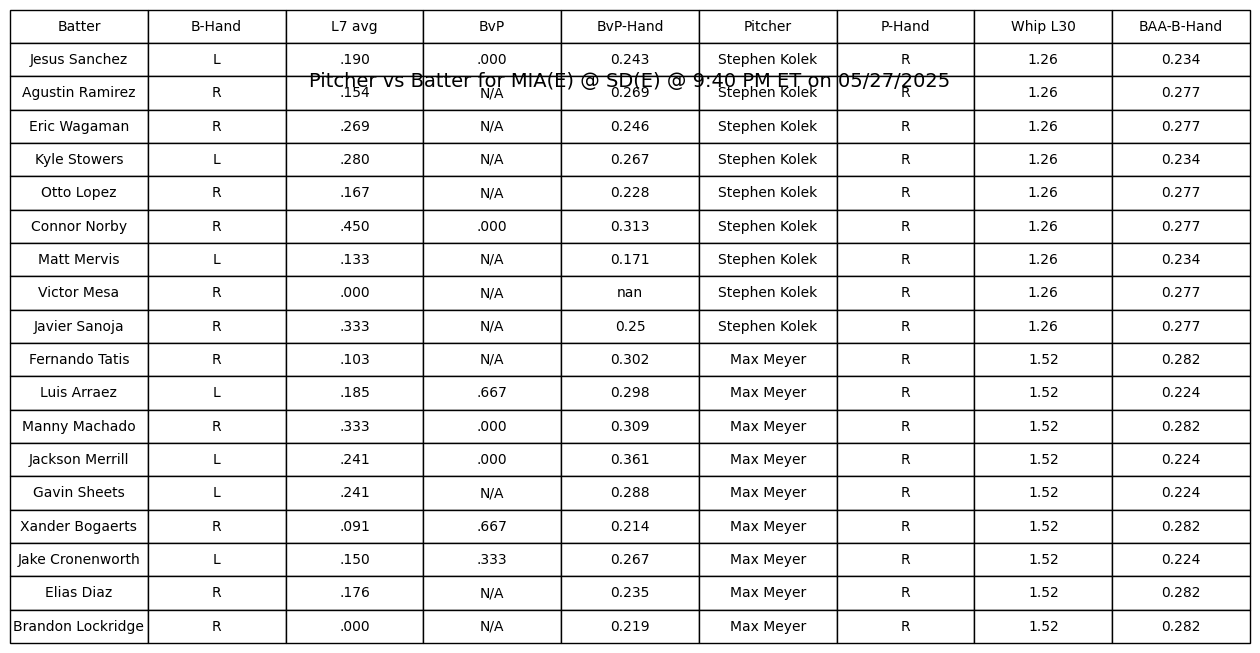 Batter B-Hand L7 avg BvP BvP-Hand Pitcher P-Hand Whip L30 BAA-B-Hand
Jesus Sanchez L .190 .000 0.243 Stephen Kolek R 1.26 0.234
Pitcher vs Batter for MIA(E) @ SD(E) @ 9:40 PM ET on 05/27/2025
Agustin Ramirez R .154 N/A 0.269 Stephen Kolek R 1.26 0.277
Eric Wagaman R .269 N/A 0.246 Stephen Kolek R 1.26 0.277
Kyle Stowers L .280 N/A 0.267 Stephen Kolek R 1.26 0.234
Otto Lopez R .167 N/A 0.228 Stephen Kolek R 1.26 0.277
Connor Norby R .450 .000 0.313 Stephen Kolek R 1.26 0.277
Matt Mervis L .133 N/A 0.171 Stephen Kolek R 1.26 0.234
Victor Mesa R .000 N/A nan Stephen Kolek R 1.26 0.277
Javier Sanoja R .333 N/A 0.25 Stephen Kolek R 1.26 0.277
Fernando Tatis R .103 N/A 0.302 Max Meyer R 1.52 0.282
Luis Arraez L .185 .667 0.298 Max Meyer R 1.52 0.224
Manny Machado R .333 .000 0.309 Max Meyer R 1.52 0.282
Jackson Merrill L .241 .000 0.361 Max Meyer R 1.52 0.224
Gavin Sheets L .241 N/A 0.288 Max Meyer R 1.52 0.224
Xander Bogaerts R .091 .667 0.214 Max Meyer R 1.52 0.282
Jake Cronenworth L .150 .333 0.267 Max Meyer R 1.52 0.224
Elias Diaz R .176 N/A 0.235 Max Meyer R 1.52 0.282
Brandon Lockridge R .000 N/A 0.219 Max Meyer R 1.52 0.282